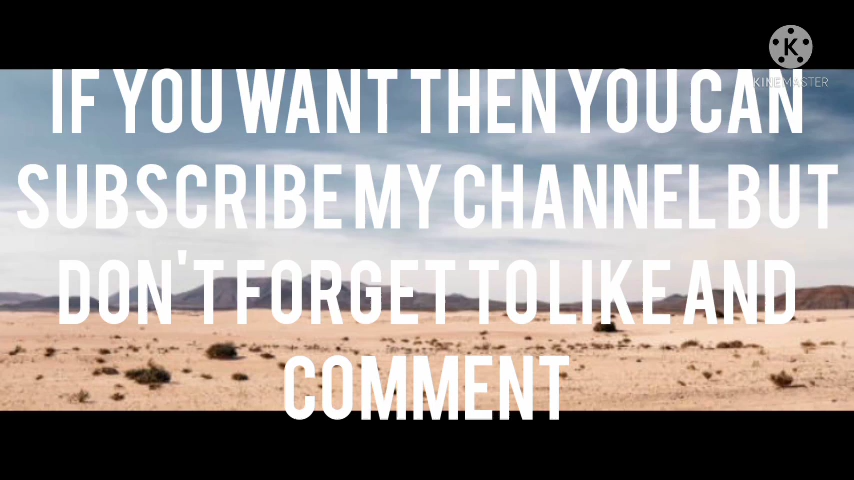 K
KINEMASTER
IF YOU WANT THEN YOU CAN
SUBSCRIBE MY CHANNEL BUT
DON'T FORGET TO LIKE AND
COMMENT